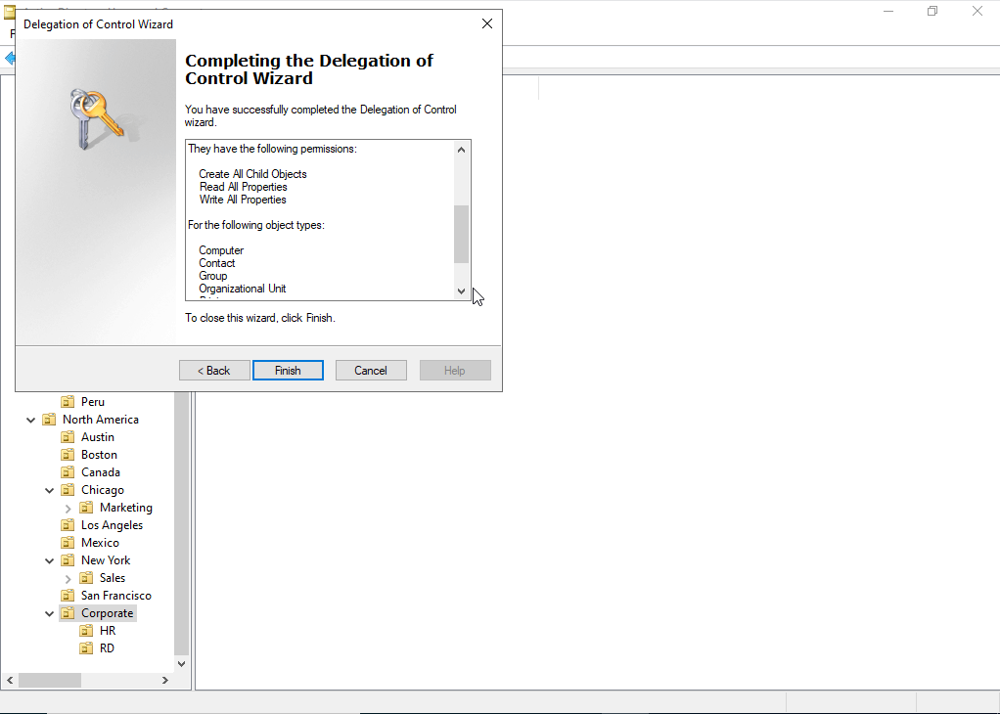 Delegation of Control Wizard
Completing the Delegation of
Control Wizard
You have successfully completed the Delegation of Control
wizard.
They have the following permissions:
Create All Child Objects
Read All Properties
Write All Properties
For the following object types:
Computer
Contact
Group
Organizational Unit
To close this wizard, click Finish.
< Back
Finish
Cancel
Help
Peru
North America
Austin
Boston
Canada
Chicago
Marketing
Los Angeles
Mexico
New York
Sales
San Francisco
Corporate
HR
RD